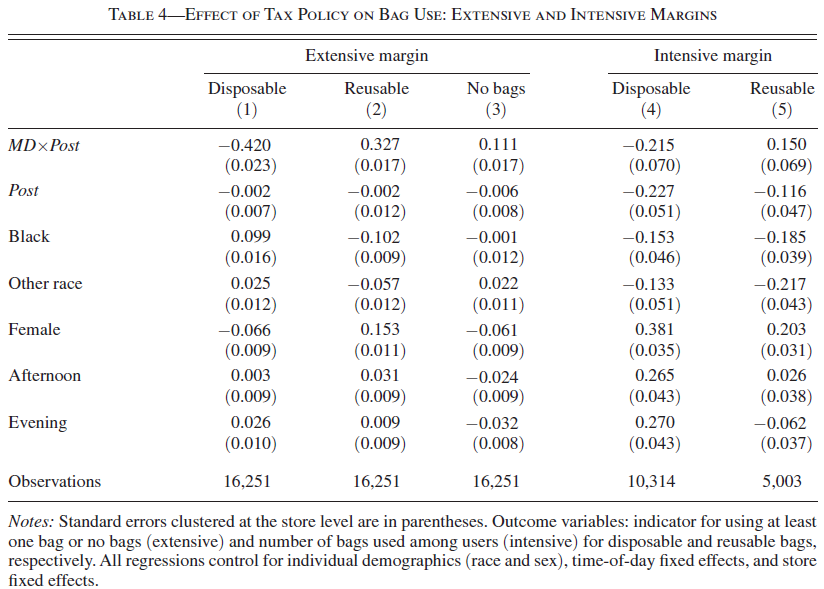 TABLE 4—EFFECT OF TAX POLICY ON BAG USE: EXTENSIVE AND INTENSIVE MARGINS
Extensive margin Intensive margin
Disposable Reusable No bags Disposable Reusable
(1) (2) (3) (4) (5)
MD×Post −0.420 0.327 0.111 −0.215 0.150
(0.023) (0.017) (0.017) (0.070) (0.069)
Post −0.002 −0.002 −0.006 −0.227 −0.116
(0.007) (0.012) (0.008) (0.051) (0.047)
Black 0.099 −0.102 −0.001 −0.153 −0.185
(0.016) (0.009) (0.012) (0.046) (0.039)
Other race 0.025 −0.057 0.022 −0.133 −0.217
(0.012) (0.012) (0.011) (0.051) (0.043)
Female −0.066 0.153 −0.061 0.381 0.203
(0.009) (0.011) (0.009) (0.035) (0.031)
Afternoon 0.003 0.031 −0.024 0.265 0.026
(0.009) (0.009) (0.009) (0.043) (0.038)
Evening 0.026 0.009 −0.032 0.270 −0.062
(0.010) (0.009) (0.008) (0.043) (0.037)
Observations 16,251 16,251 16,251 10,314 5,003
Notes: Standard errors clustered at the store level are in parentheses. Outcome variables: indicator for using at least
one bag or no bags (extensive) and number of bags used among users (intensive) for disposable and reusable bags,
respectively. All regressions control for individual demographics (race and sex), time-of-day fixed effects, and store
fixed effects.